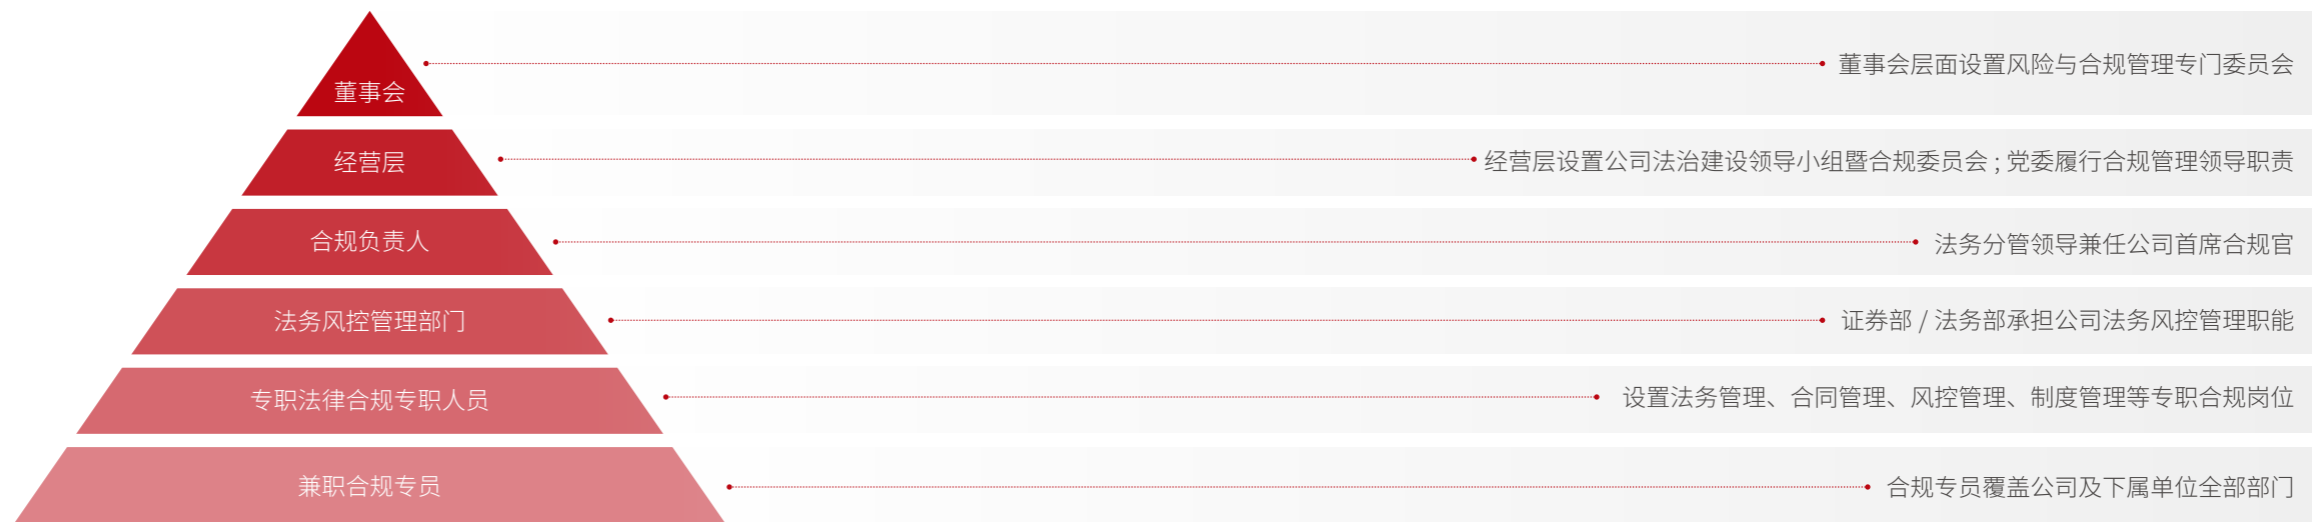 董事会
董事会层面设置风险与合规管理专门委员会
经营层
经营层设置公司法治建设领导小组暨合规委员会 ; 党委履行合规管理领导职责
合规负责人
法务分管领导兼任公司首席合规官
法务风控管理部门
证券部 / 法务部承担公司法务风控管理职能
专职法律合规专职人员
设置法务管理、合同管理、风控管理、制度管理等专职合规岗位
兼职合规专员
合规专员覆盖公司及下属单位全部部门